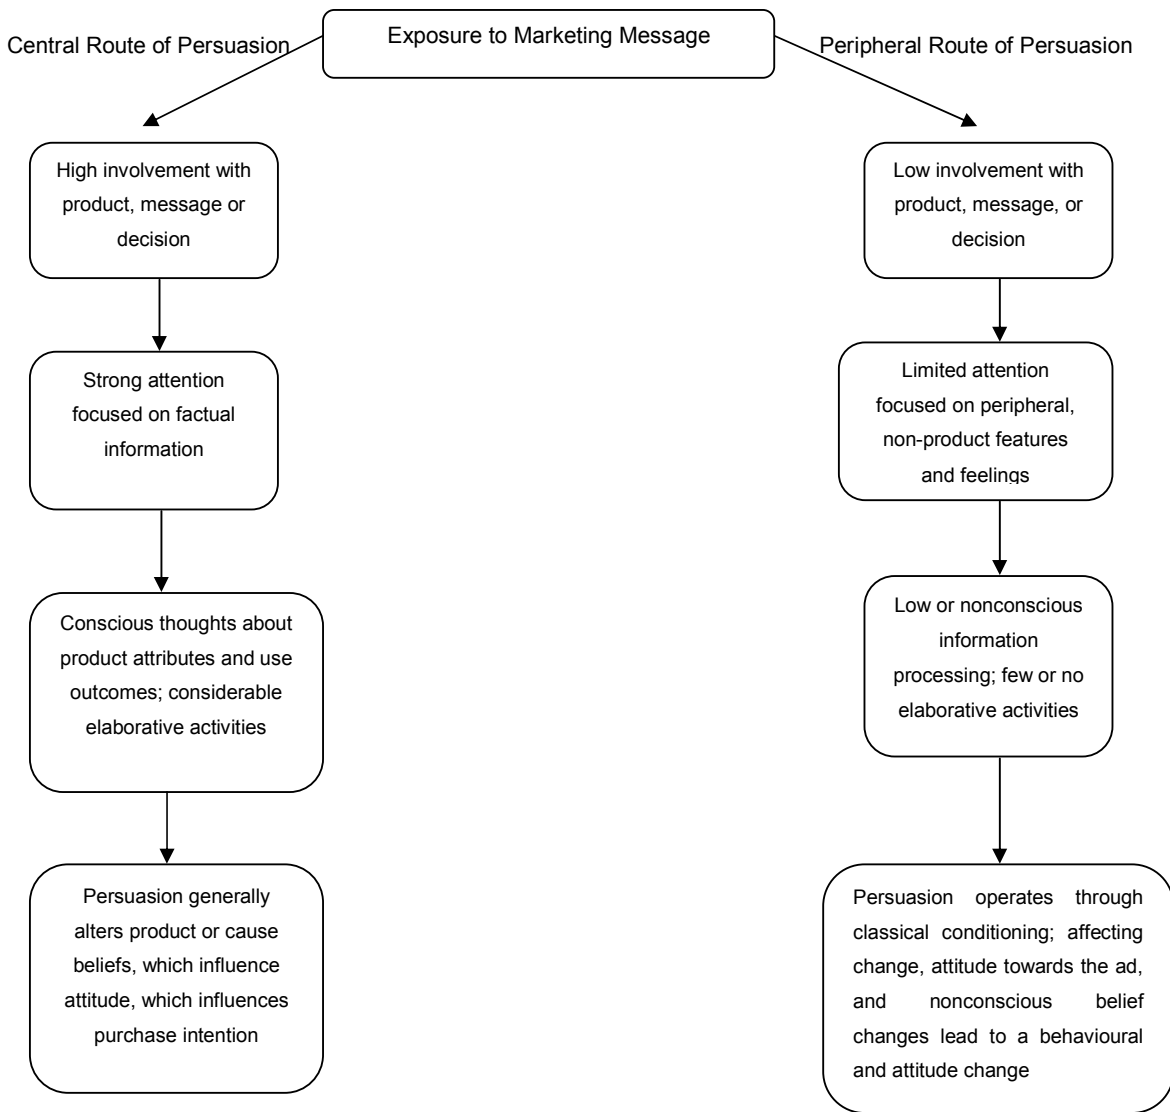 Exposure to Marketing Message
Central Route of Persuasion
Peripheral Route of Persuasion
High involvement with
product, message or
decision
Strong attention
focused on factual
information
Conscious thoughts about
product attributes and use
outcomes; considerable
elaborative activities
Persuasion generally
alters product or cause
beliefs, which influence
attitude, which influences
purchase intention
Low involvement with
product, message, or
decision
Limited attention
focused on peripheral,
non-product features
and feelings
Low or nonconscious
information
processing; few or no
elaborative activities
Persuasion operates through
classical conditioning; affecting
change, attitude towards the ad,
and nonconscious belief
changes lead to a behavioural
and attitude change